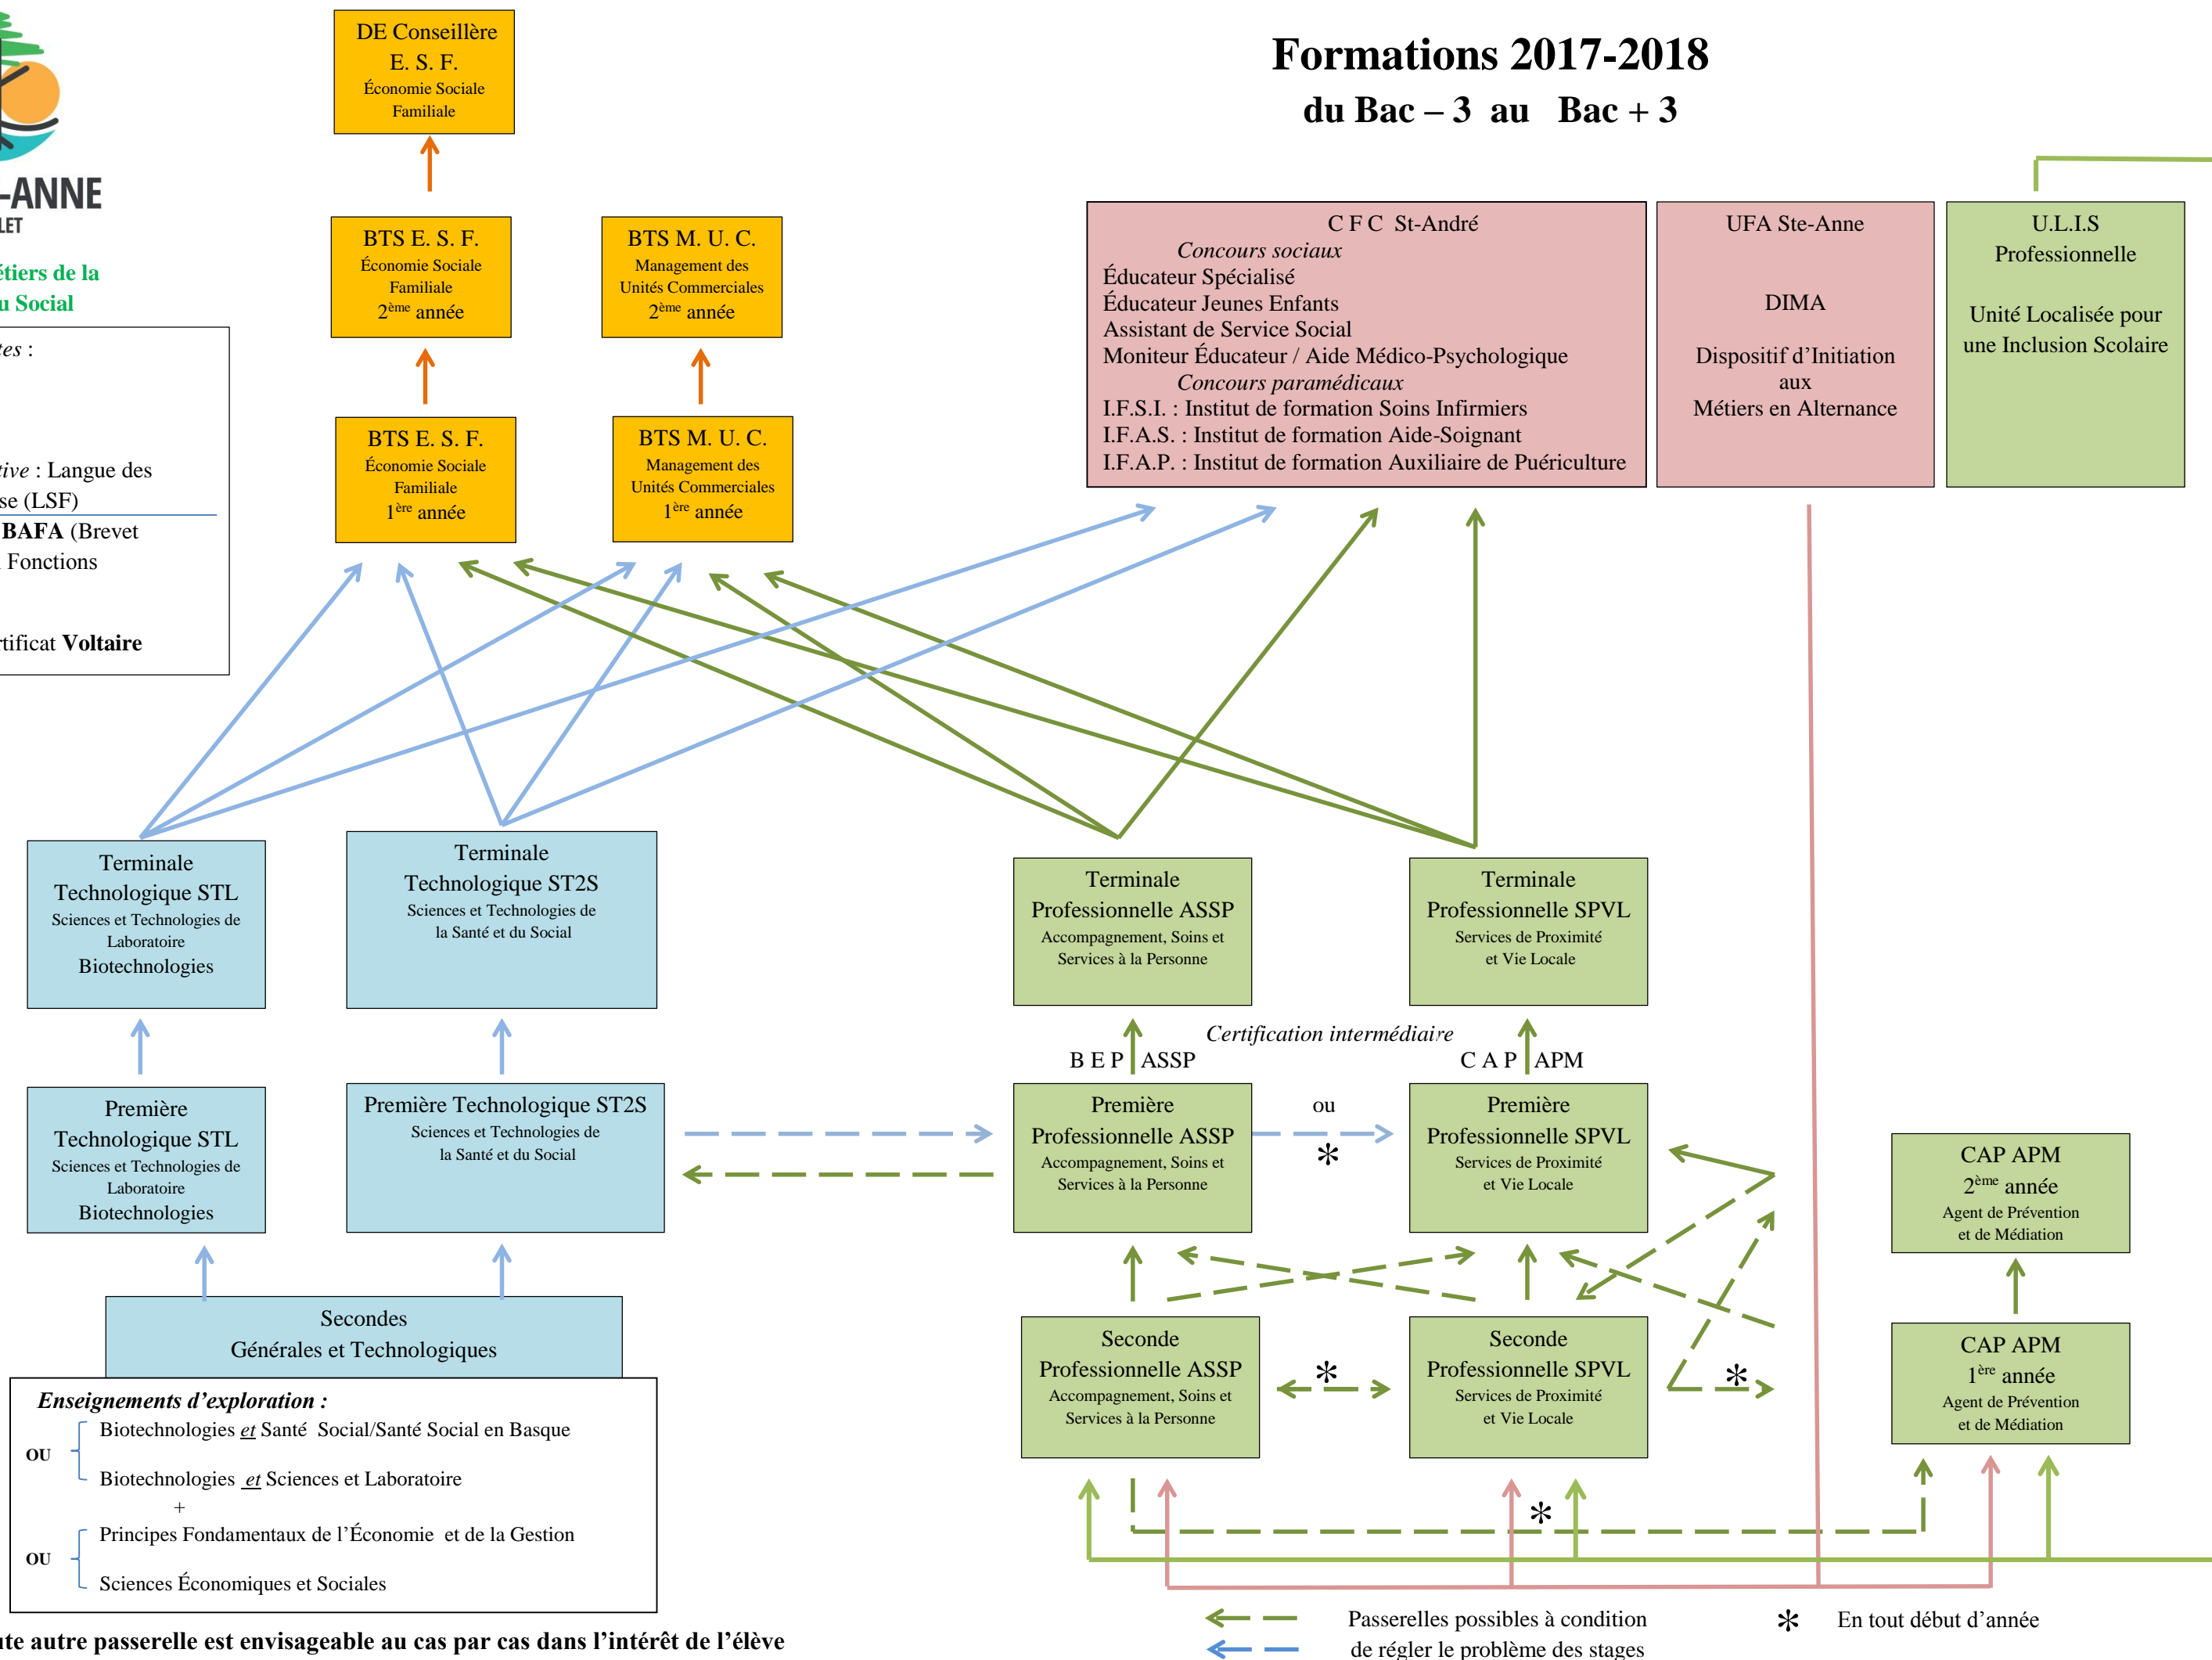 Formations 2017-2018
du Bac – 3 au Bac + 3
-ANNE
LET
étiers de la
u Social
tes :
tive : Langue des
se (LSF)
BAFA (Brevet
Fonctions
rtificat Voltaire
DE Conseillère
E. S. F.
Économie Sociale
Familiale
BTS E. S. F.
Économie Sociale
Familiale
2ème année
BTS M. U. C.
Management des
Unités Commerciales
2ème année
BTS E. S. F.
Économie Sociale
Familiale
1ère année
BTS M. U. C.
Management des
Unités Commerciales
1ère année
C F C St-André
Concours sociaux
Éducateur Spécialisé
Éducateur Jeunes Enfants
Assistant de Service Social
Moniteur Éducateur / Aide Médico-Psychologique
Concours paramédicaux
I.F.S.I. : Institut de formation Soins Infirmiers
I.F.A.S. : Institut de formation Aide-Soignant
I.F.A.P. : Institut de formation Auxiliaire de Puériculture
UFA Ste-Anne
DIMA
Dispositif d’Initiation
aux
Métiers en Alternance
U.L.I.S
Professionnelle
Unité Localisée pour
une Inclusion Scolaire
Terminale
Technologique STL
Sciences et Technologies de
Laboratoire
Biotechnologies
Terminale
Technologique ST2S
Sciences et Technologies de
la Santé et du Social
Terminale
Professionnelle ASSP
Accompagnement, Soins et
Services à la Personne
Terminale
Professionnelle SPVL
Services de Proximité
et Vie Locale
Certification intermédiaire
B E P ASSP
C A P APM
Première
Technologique STL
Sciences et Technologies de
Laboratoire
Biotechnologies
Première Technologique ST2S
Sciences et Technologies de
la Santé et du Social
Première
Professionnelle ASSP
Accompagnement, Soins et
Services à la Personne
ou
*
Première
Professionnelle SPVL
Services de Proximité
et Vie Locale
CAP APM
2ème année
Agent de Prévention
et de Médiation
Secondes
Générales et Technologiques
Seconde
Professionnelle ASSP
Accompagnement, Soins et
Services à la Personne
*
Seconde
Professionnelle SPVL
Services de Proximité
et Vie Locale
*
CAP APM
1ère année
Agent de Prévention
et de Médiation
Enseignements d’exploration :
Biotechnologies et Santé Social/Santé Social en Basque
OU
Biotechnologies et Sciences et Laboratoire
+
Principes Fondamentaux de l’Économie et de la Gestion
OU
Sciences Économiques et Sociales
*
Passerelles possibles à condition
de régler le problème des stages
* En tout début d’année
ute autre passerelle est envisageable au cas par cas dans l’intérêt de l’élève